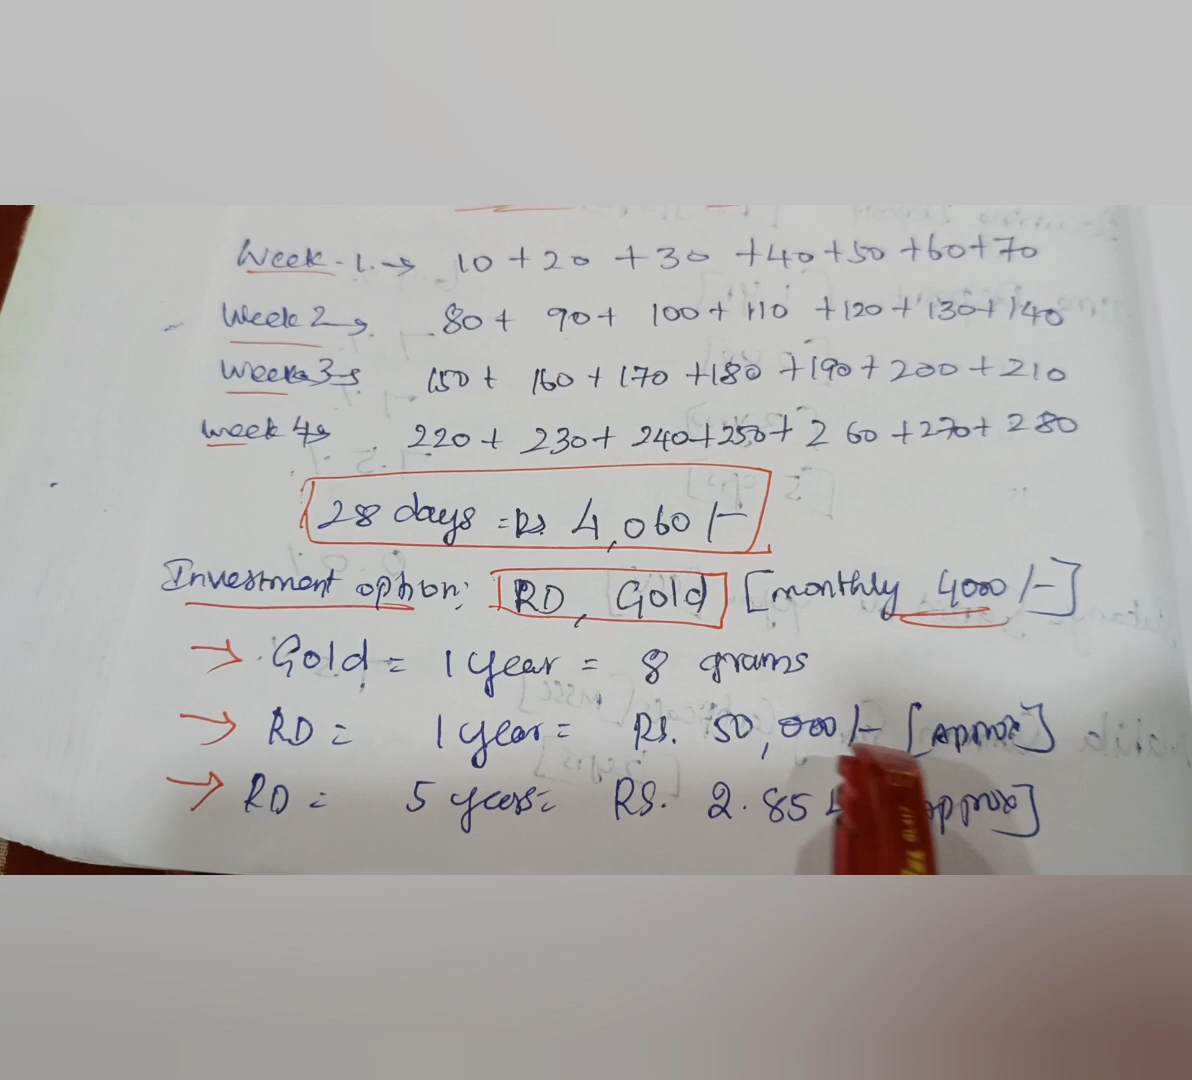 Week-1.→ 10+20+30+40+50+60+70
Week 2→ 80+ 90+ 100+110+120+130+140
Week 3→ 150+ 160+170+180+190+200+210
Week 4→ 220+ 230+ 240+250+260+270+280
28 days = Rs 4,060/-
Investment option: RD, Gold [monthly 4000/-]
→ Gold = 1 year = 8 grams
→ RD = 1 year = Rs. 50,000/- [Approx]
→ RD = 5 years = RS. 2.85 approx]